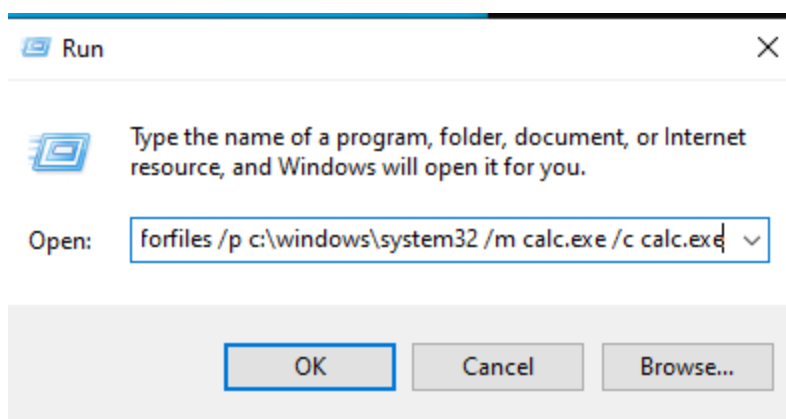 Run
Type the name of a program, folder, document, or Internet
resource, and Windows will open it for you.
Open:
forfiles /p c:\windows\system32 /m calc.exe /c calc.exe
OK
Cancel
Browse...